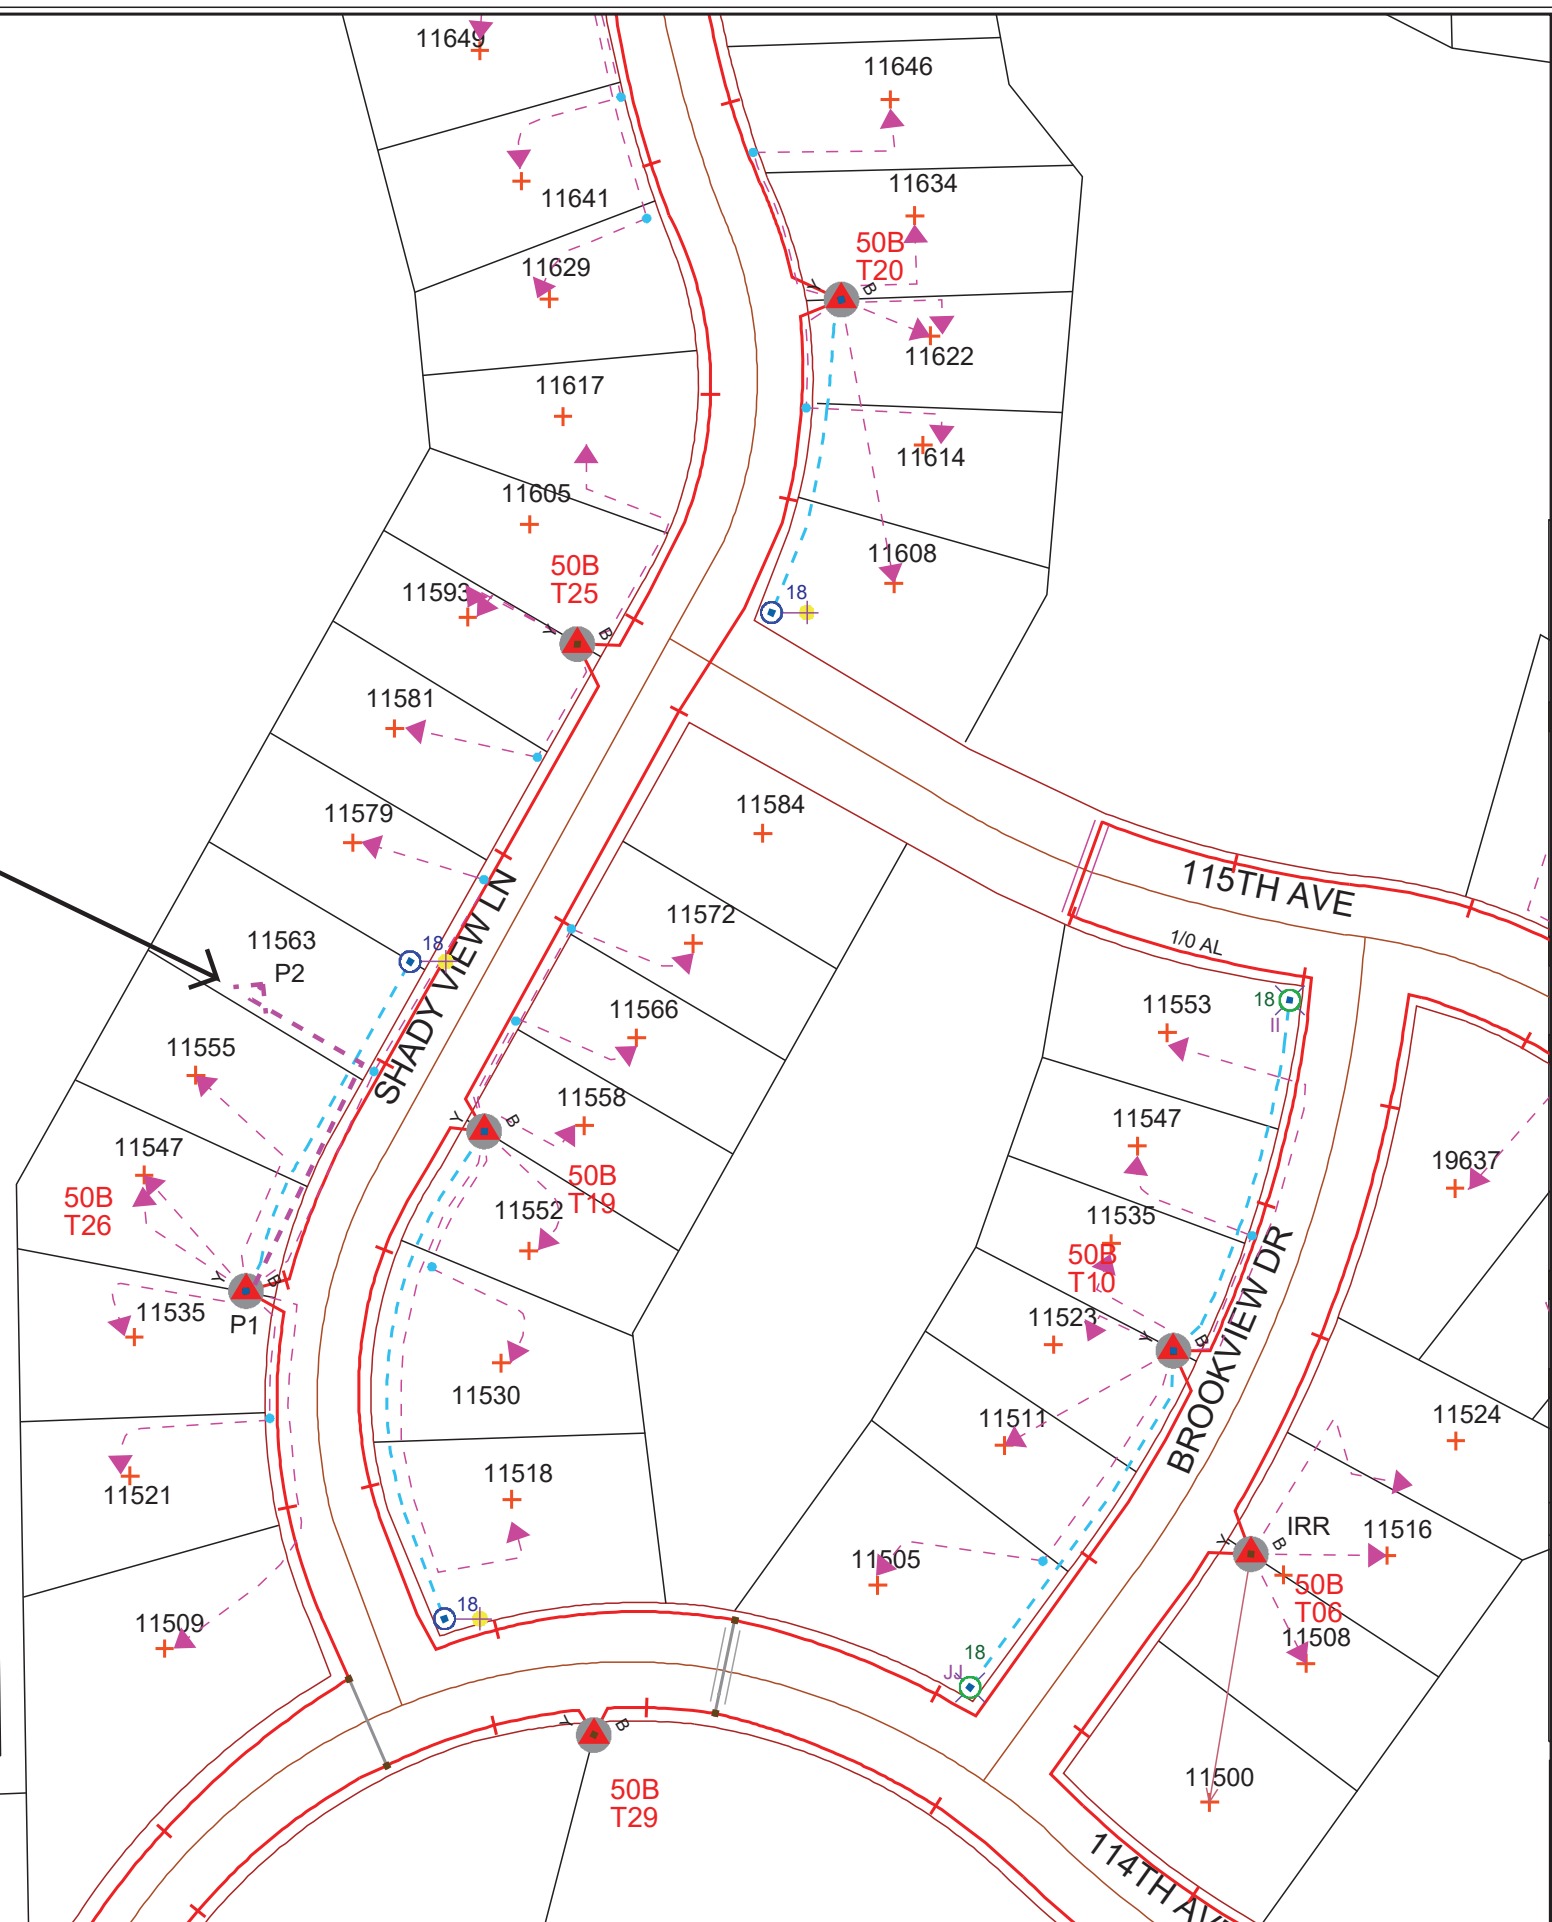 11649
11646
11641
11634
50B
T20
Y
B
11629
11622
11617
11614
11605
11608
50B
T25
18
11593
Y
B
11581
11579
11584
115TH AVE
18
SHADY VIEW LN
11572
1/0 AL
11563
P2
11566
11553
18
II
11555
11558
Y
B
11547
11547
50B
T26
50B
T19
11552
11535
50B
T10
19637
BROOKVIEW DR
Y
B
11535
P1
11523
Y
B
11530
11511
11524
11518
11521
IRR
11516
Y
B
50B
T06
11505
11508
18
11509
18
JJ
Y
B
50B
T29
11500
114TH AVE